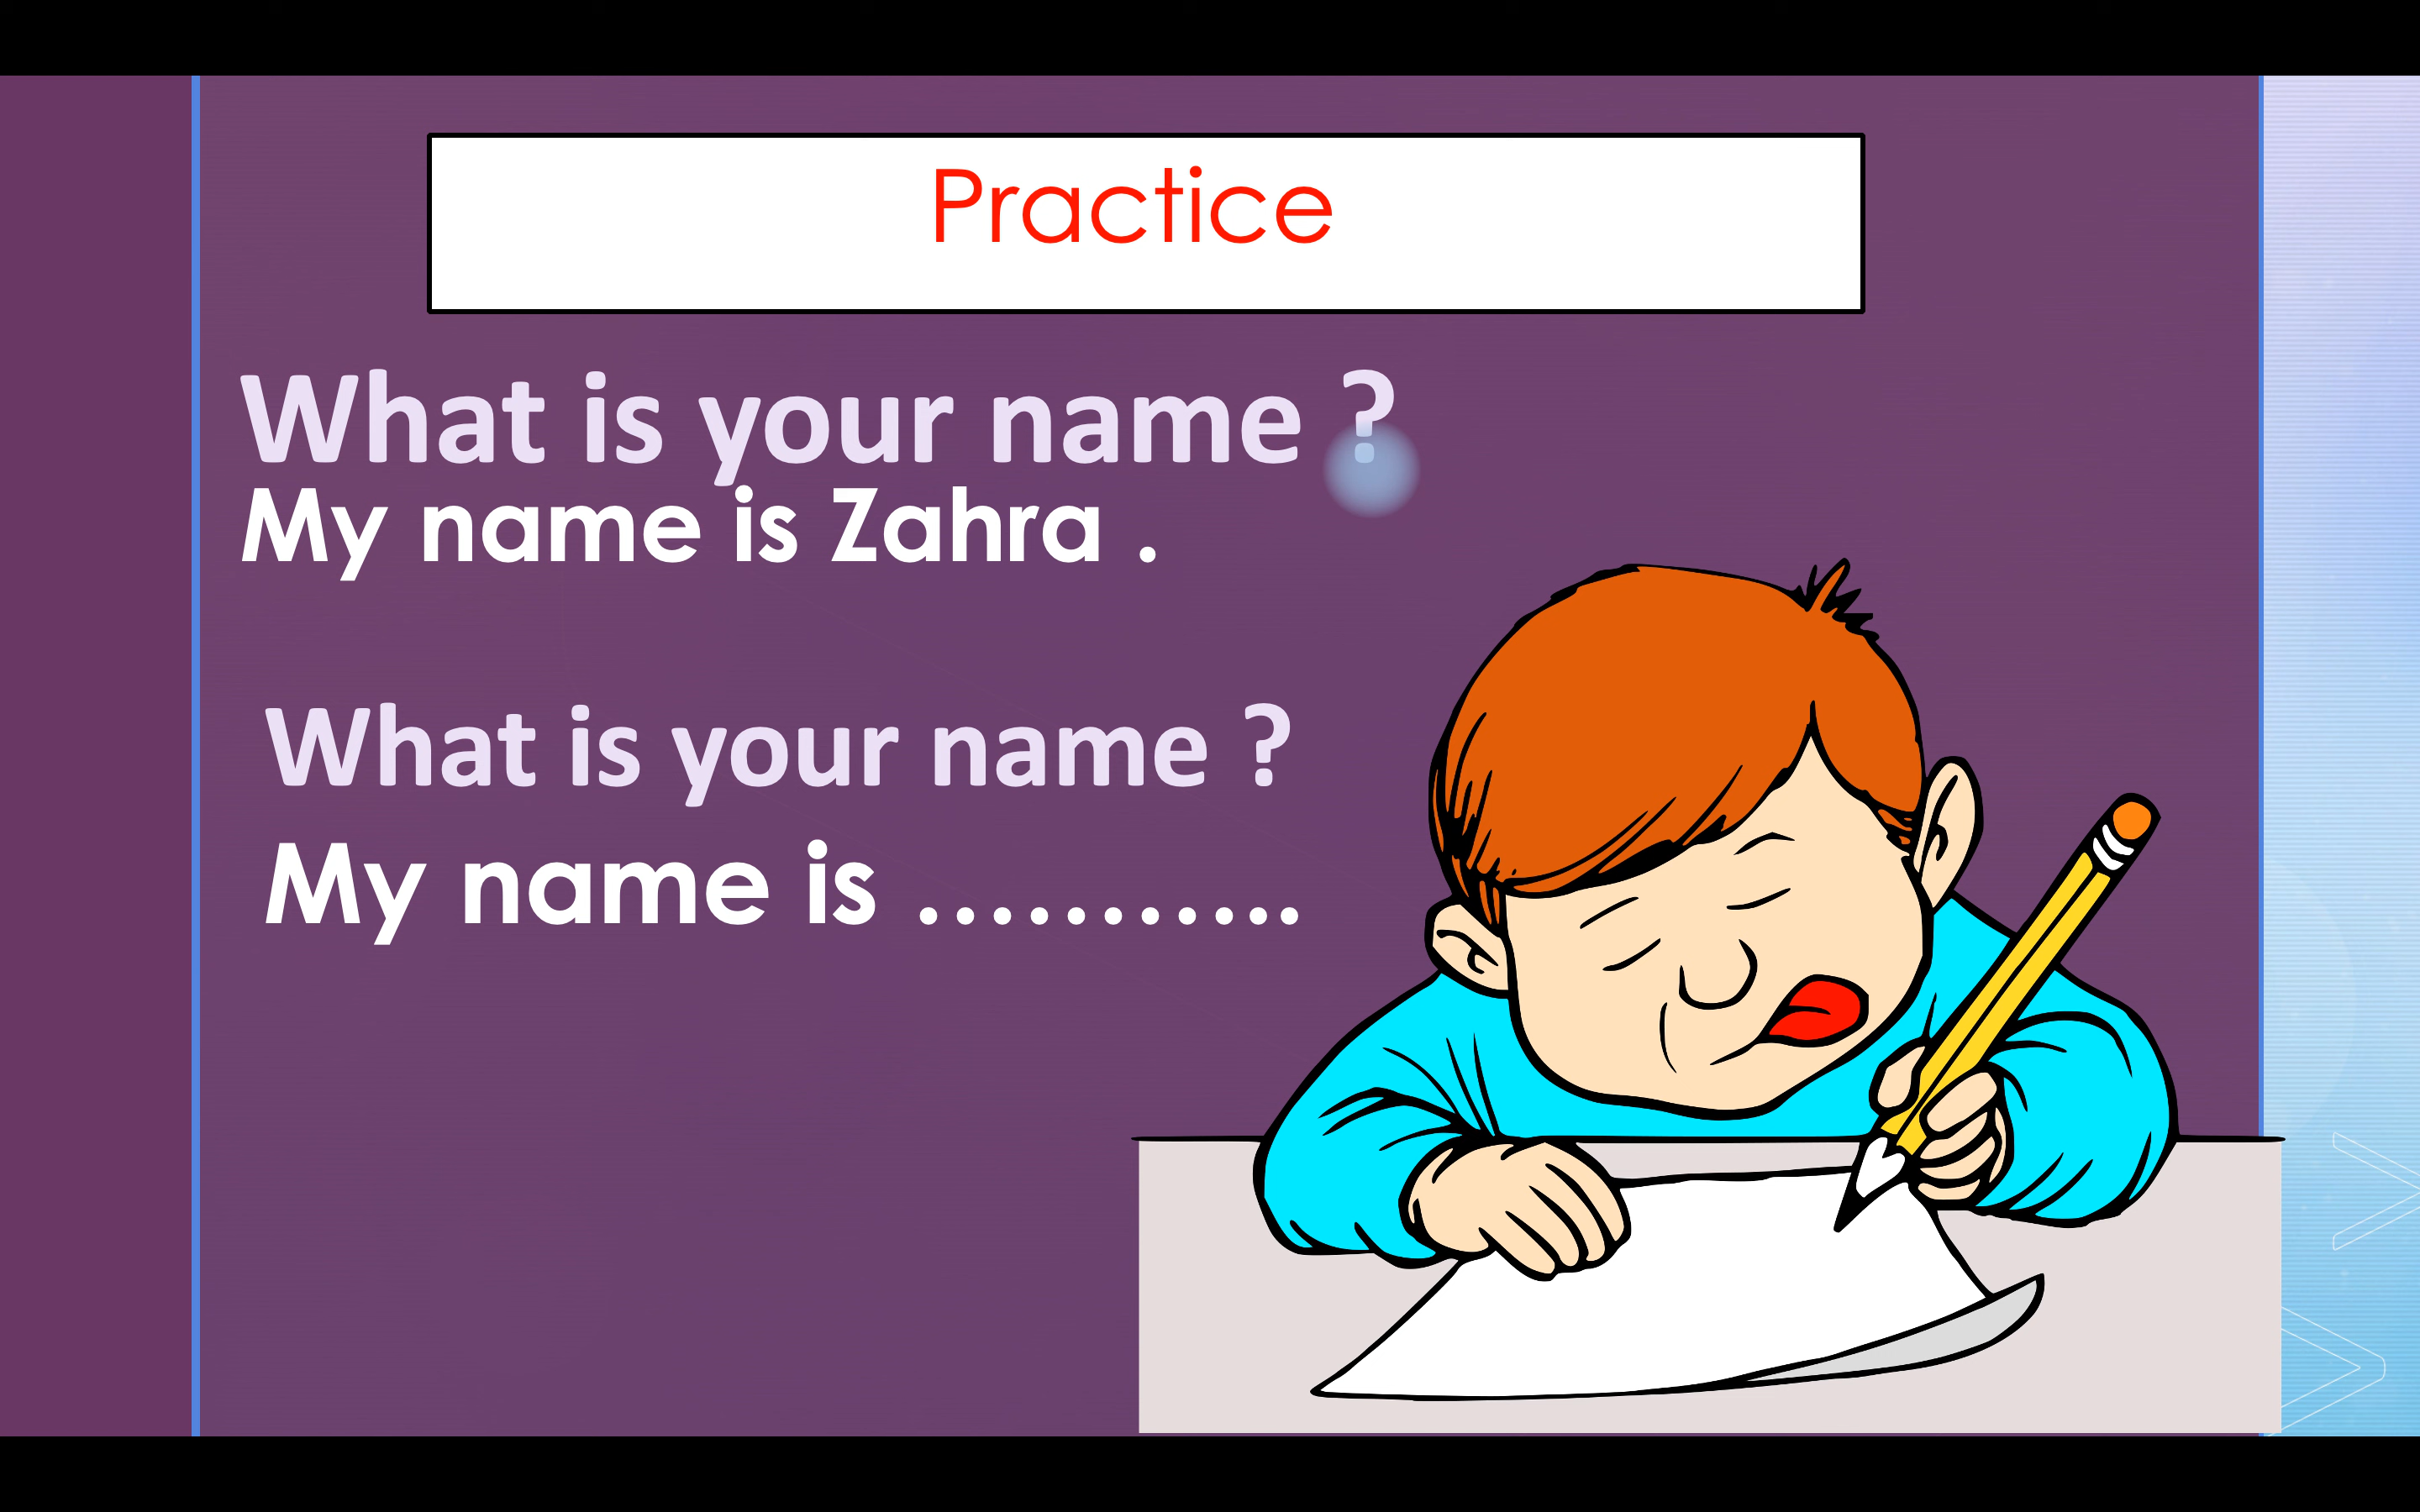 Practice
What is your name ?
My name is Zahra .
What is your name ?
My name is ...........